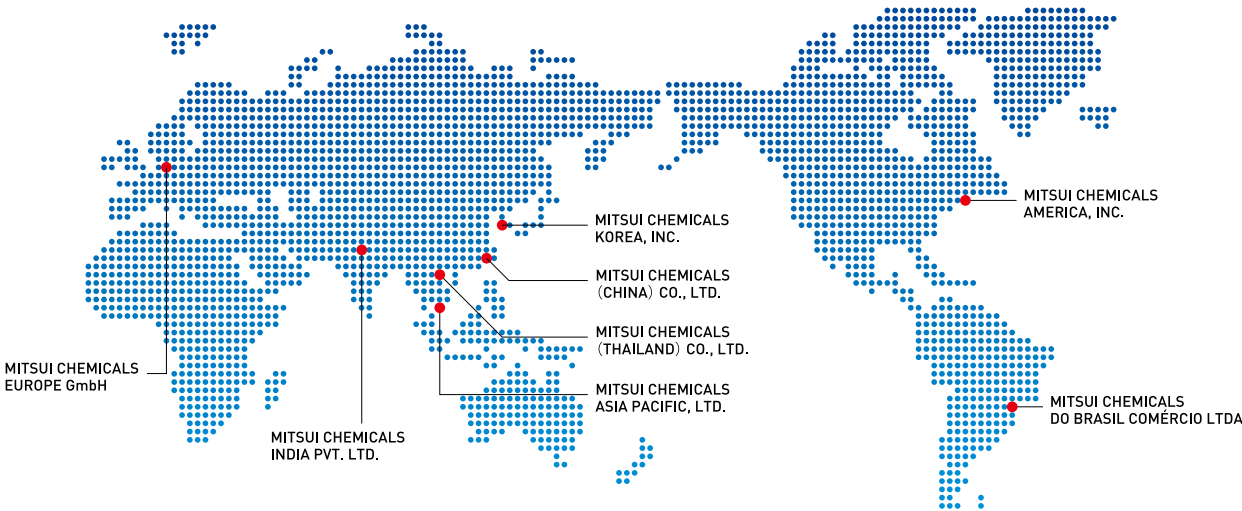 MITSUI CHEMICALS
KOREA, INC.
MITSUI CHEMICALS
（CHINA）CO., LTD.
MITSUI CHEMICALS
（THAILAND）CO., LTD.
MITSUI CHEMICALS
ASIA PACIFIC, LTD.
MITSUI CHEMICALS
EUROPE GmbH
MITSUI CHEMICALS
INDIA PVT. LTD.
MITSUI CHEMICALS
AMERICA, INC.
MITSUI CHEMICALS
DO BRASIL COMÉRCIO LTDA